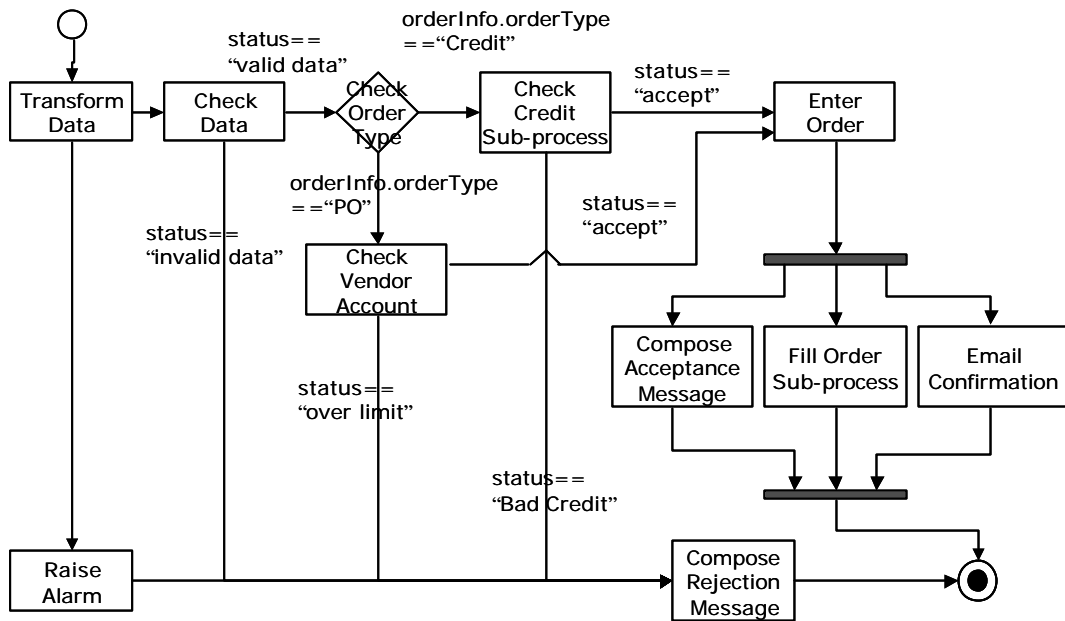 orderInfo.orderType
==“Credit”
status==
“valid data”
status==
“accept”
Transform
Data
Check
Data
Check
Order
Type
Check
Credit
Sub-process
Enter
Order
orderInfo.orderType
==“PO”
status==
“accept”
status==
“invalid data”
Check
Vendor
Account
Compose
Acceptance
Message
Fill Order
Sub-process
Email
Confirmation
status==
“over limit”
status==
“Bad Credit”
Raise
Alarm
Compose
Rejection
Message